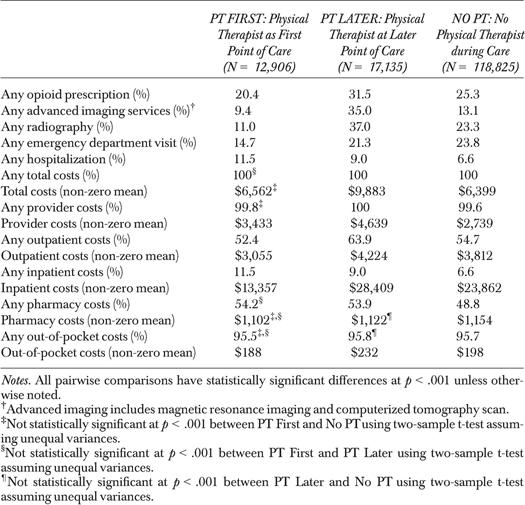 PT FIRST: Physical PT LATER: Physical NO PT: No
Therapist as First Therapist at Later Physical Therapist
Point of Care Point of Care during Care
(N = 12,906) (N = 17,135) (N = 118,825)
Any opioid prescription (%) 20.4 31.5 25.3
Any advanced imaging services (%)† 9.4 35.0 13.1
Any radiography (%) 11.0 37.0 23.3
Any emergency department visit (%) 14.7 21.3 23.8
Any hospitalization (%) 11.5 9.0 6.6
Any total costs (%) 100§ 100 100
Total costs (non-zero mean) $6,562‡ $9,883 $6,399
Any provider costs (%) 99.8‡ 100 99.6
Provider costs (non-zero mean) $3,433 $4,639 $2,739
Any outpatient costs (%) 52.4 63.9 54.7
Outpatient costs (non-zero mean) $3,055 $4,224 $3,812
Any inpatient costs (%) 11.5 9.0 6.6
Inpatient costs (non-zero mean) $13,357 $28,409 $23,862
Any pharmacy costs (%) 54.2§ 53.9 48.8
Pharmacy costs (non-zero mean) $1,102‡,§ $1,122¶ $1,154
Any out-of-pocket costs (%) 95.5‡,§ 95.8¶ 95.7
Out-of-pocket costs (non-zero mean) $188 $232 $198
Notes. All pairwise comparisons have statistically significant differences at p < .001 unless other-
wise noted.
†Advanced imaging includes magnetic resonance imaging and computerized tomography scan.
‡Not statistically significant at p < .001 between PT First and No PT using two-sample t-test assum-
ing unequal variances.
§Not statistically significant at p < .001 between PT First and PT Later using two-sample t-test
assuming unequal variances.
¶Not statistically significant at p < .001 between PT Later and No PT using two-sample t-test
assuming unequal variances.